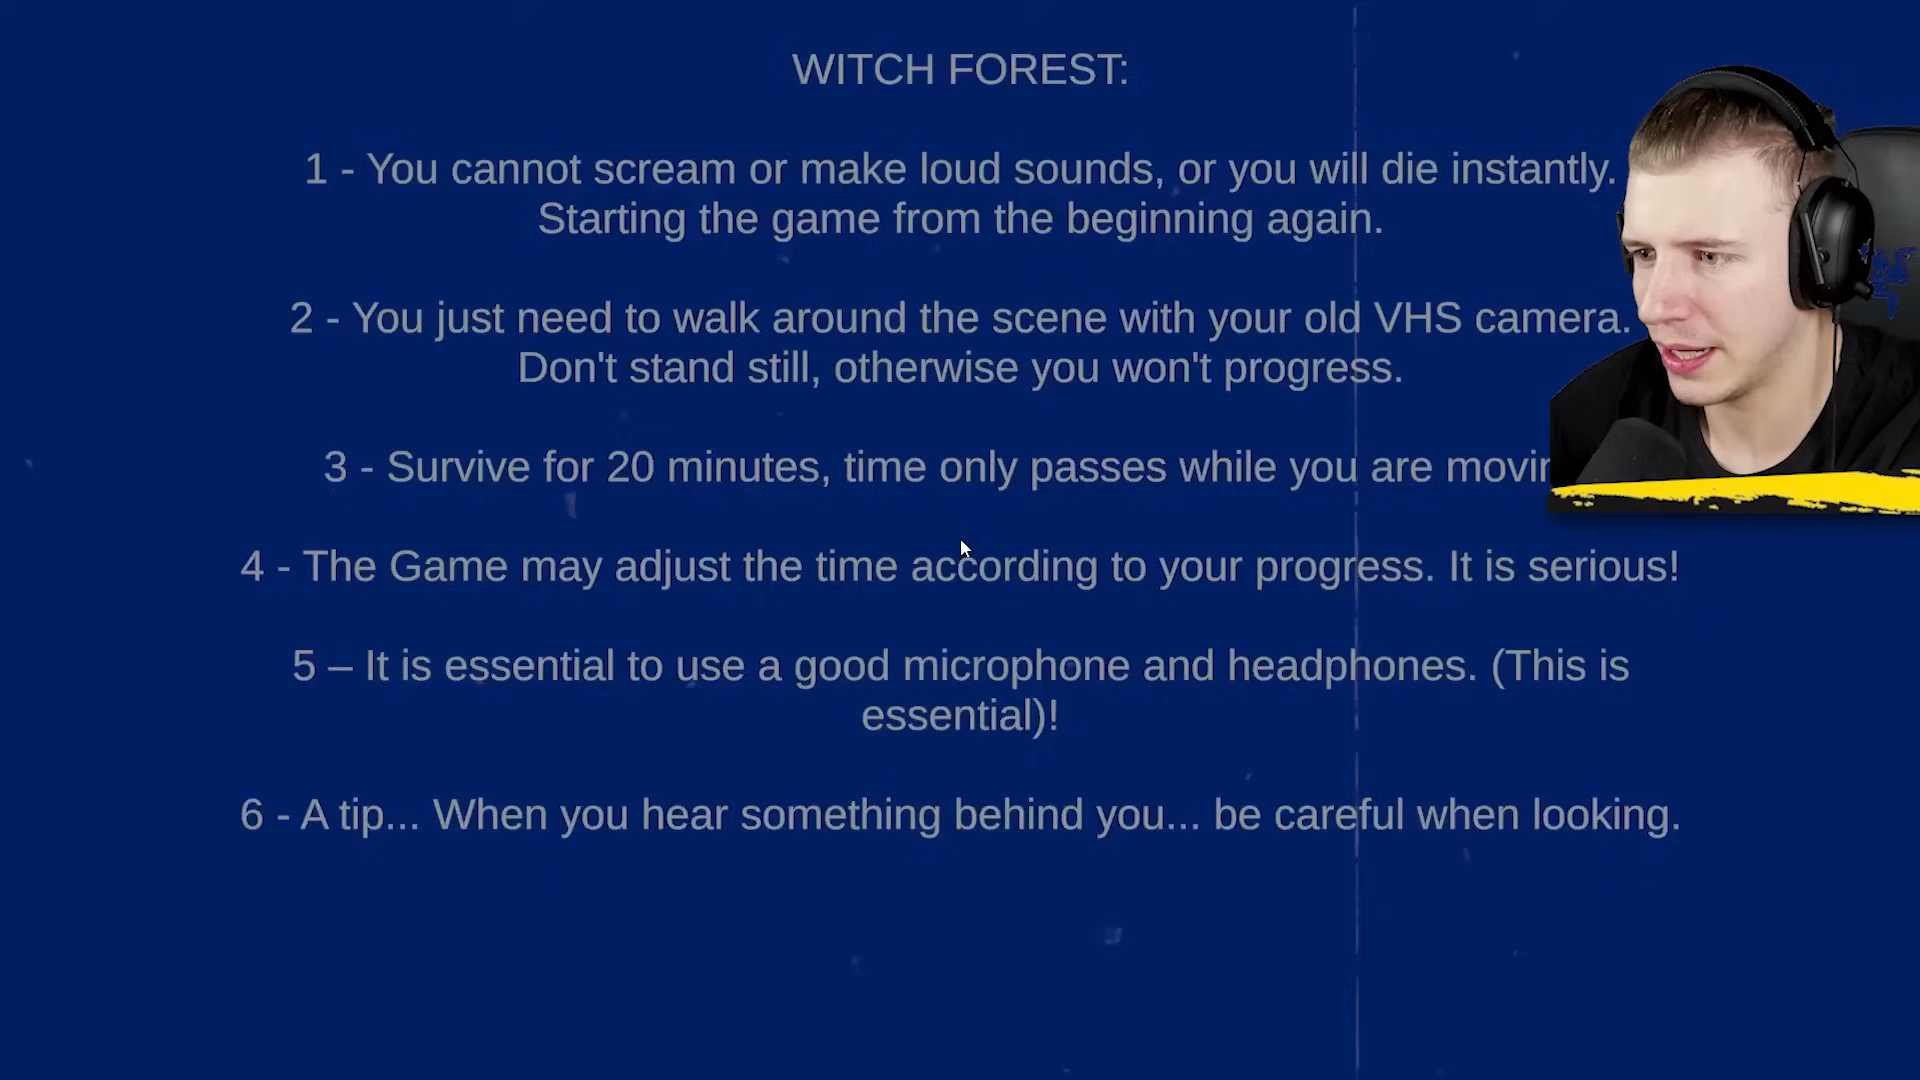 WITCH FOREST:
1 - You cannot scream or make loud sounds, or you will die instantly.
Starting the game from the beginning again.
2 - You just need to walk around the scene with your old VHS camera.
Don't stand still, otherwise you won't progress.
3 - Survive for 20 minutes, time only passes while you are
4 - The Game may adjust the time according to your progress. It is serious!
5 – It is essential to use a good microphone and headphones. (This is
essential)!
6 - A tip... When you hear something behind you... be careful when looking.